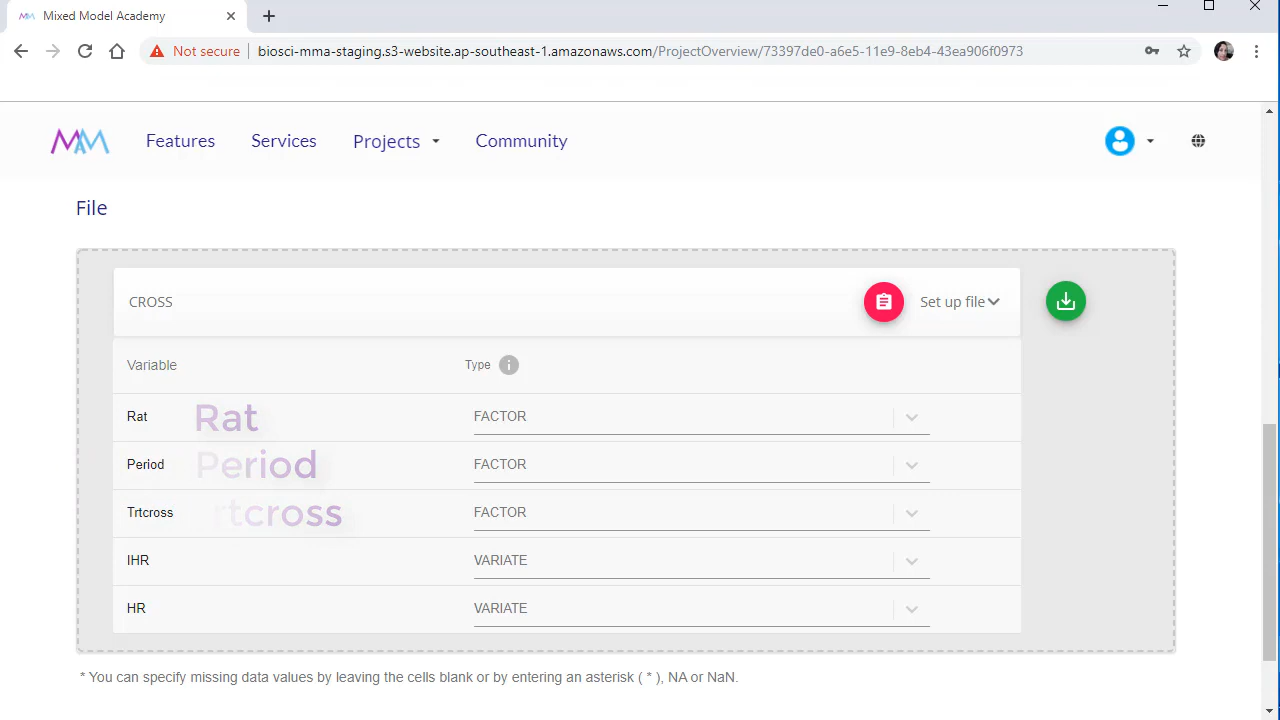 Mixed Model Academy
Not secure biosci-mma-staging.s3-website.ap-southeast-1.amazonaws.com/ProjectOverview/73397de0-a6e5-11e9-8eb4-43ea906f0973
MM Features Services Projects Community
File
CROSS Set up file
Variable Type i
Rat Rat FACTOR
Period Period FACTOR
Trtcross rtcross FACTOR
IHR VARIATE
HR VARIATE
* You can specify missing data values by leaving the cells blank or by entering an asterisk ( * ), NA or NaN.